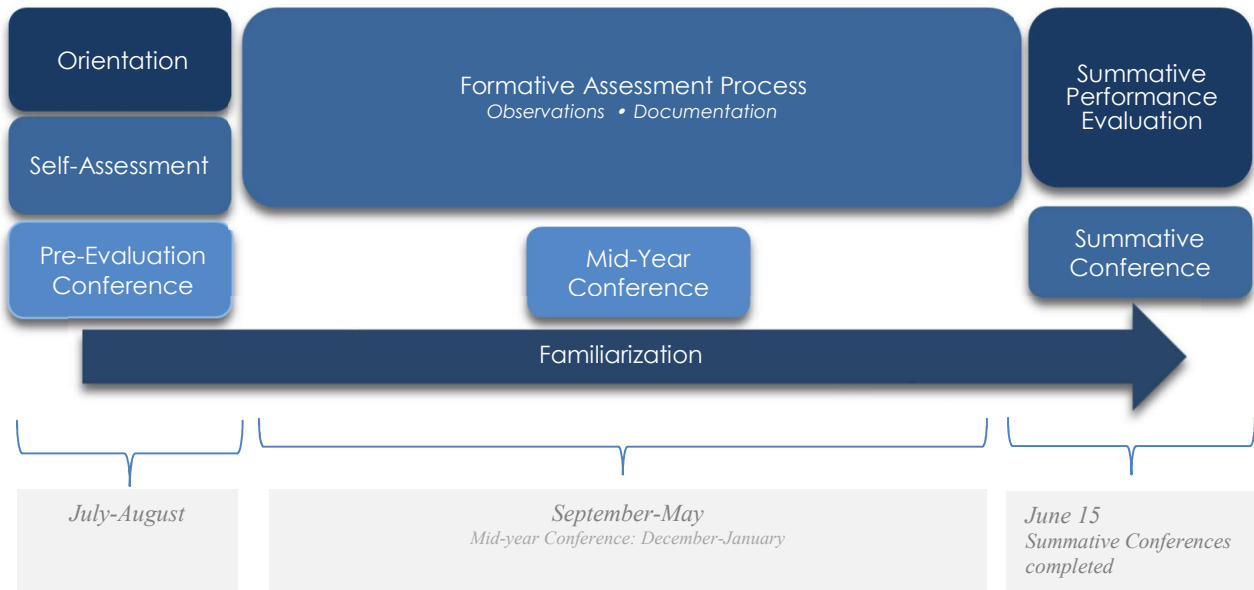 Orientation
Self-Assessment
Pre-Evaluation
Conference
Formative Assessment Process
Observations • Documentation
Mid-Year
Conference
Summative
Performance
Evaluation
Summative
Conference
Familiarization
July-August
September-May
Mid-year Conference: December-January
June 15
Summative Conferences
completed